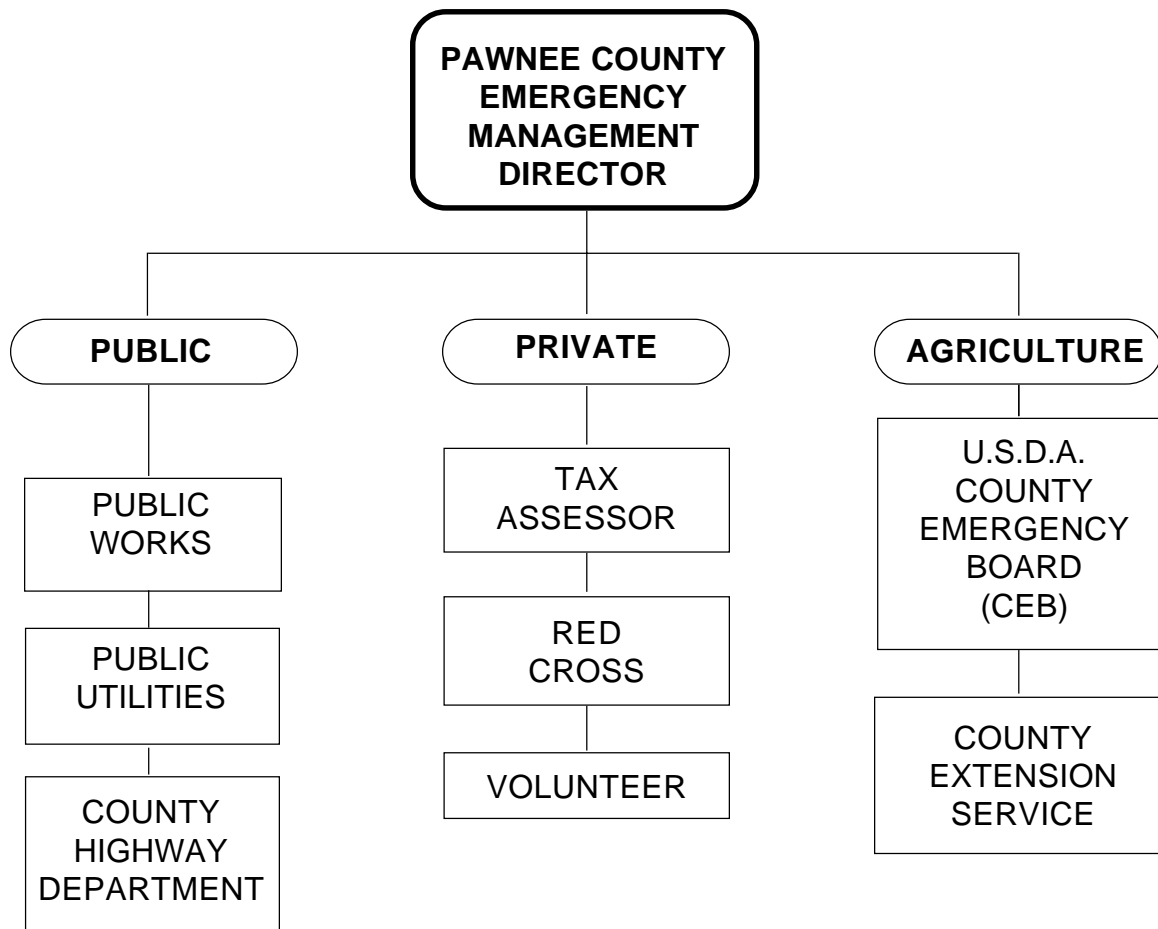 PAWNEE COUNTY
EMERGENCY
MANAGEMENT
DIRECTOR
PUBLIC
PRIVATE
AGRICULTURE
PUBLIC
WORKS
PUBLIC
UTILITIES
COUNTY
HIGHWAY
DEPARTMENT
TAX
ASSESSOR
RED
CROSS
VOLUNTEER
U.S.D.A.
COUNTY
EMERGENCY
BOARD
(CEB)
COUNTY
EXTENSION
SERVICE